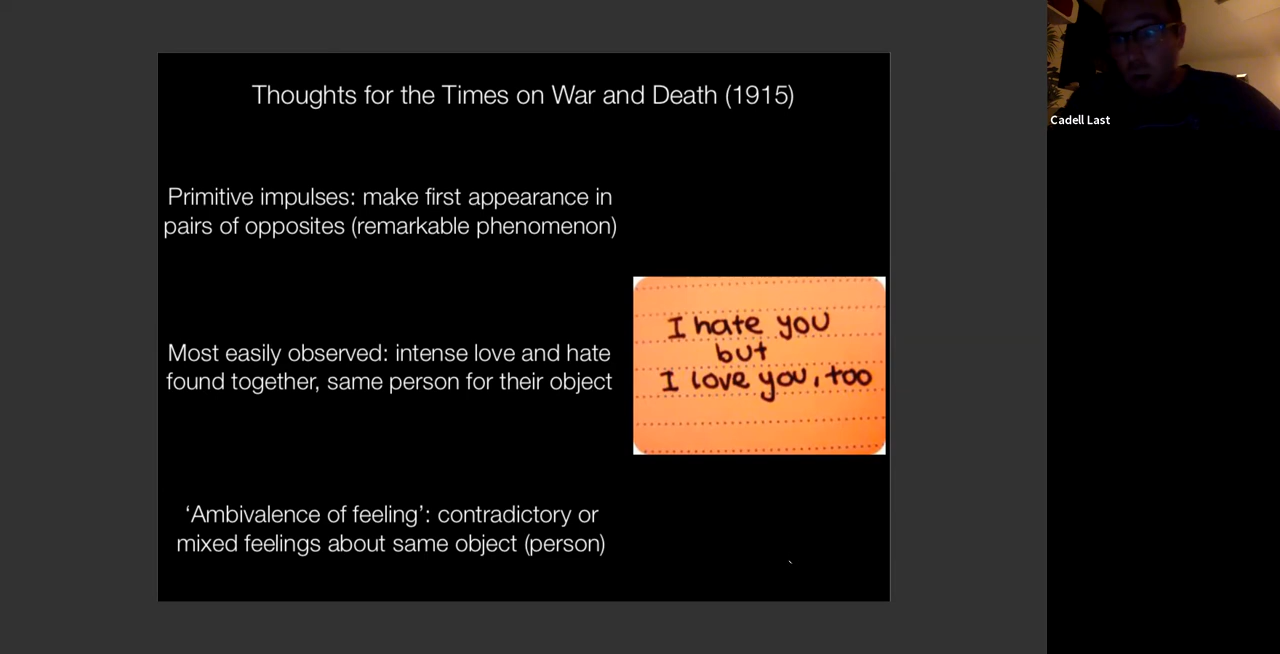 Thoughts for the Times on War and Death (1915)
Primitive impulses: make first appearance in
pairs of opposites (remarkable phenomenon)
Most easily observed: intense love and hate
found together, same person for their object
I hate you
but
I love you, too
‘Ambivalence of feeling’: contradictory or
mixed feelings about same object (person)
Cadell Last